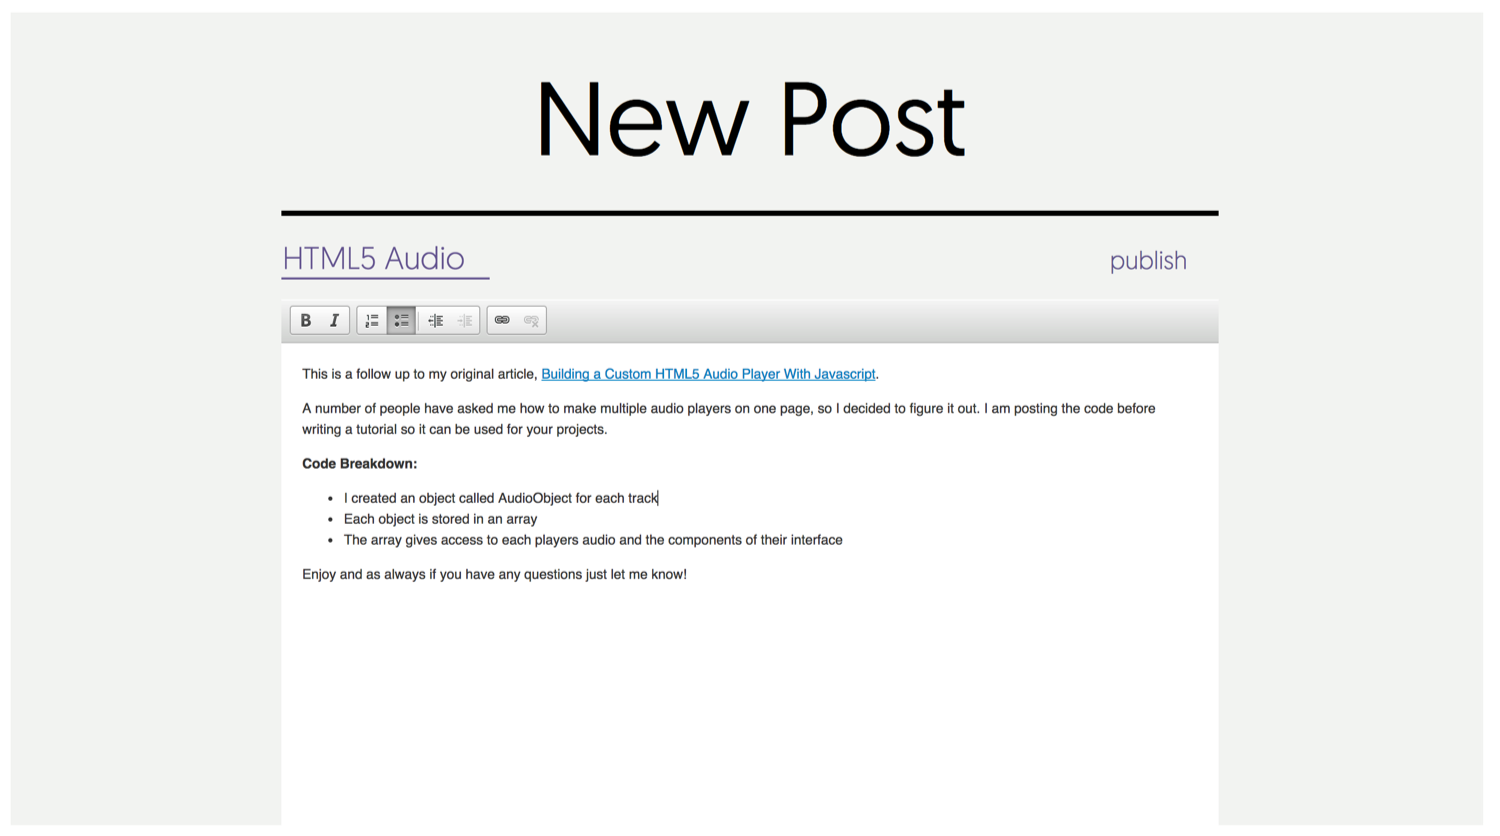 New Post
HTML5 Audio
publish
B I
This is a follow up to my original article, Building a Custom HTML5 Audio Player With Javascript.
A number of people have asked me how to make multiple audio players on one page, so I decided to figure it out. I am posting the code before
writing a tutorial so it can be used for your projects.
Code Breakdown:
• I created an object called AudioObject for each track
• Each object is stored in an array
• The array gives access to each players audio and the components of their interface
Enjoy and as always if you have any questions just let me know!